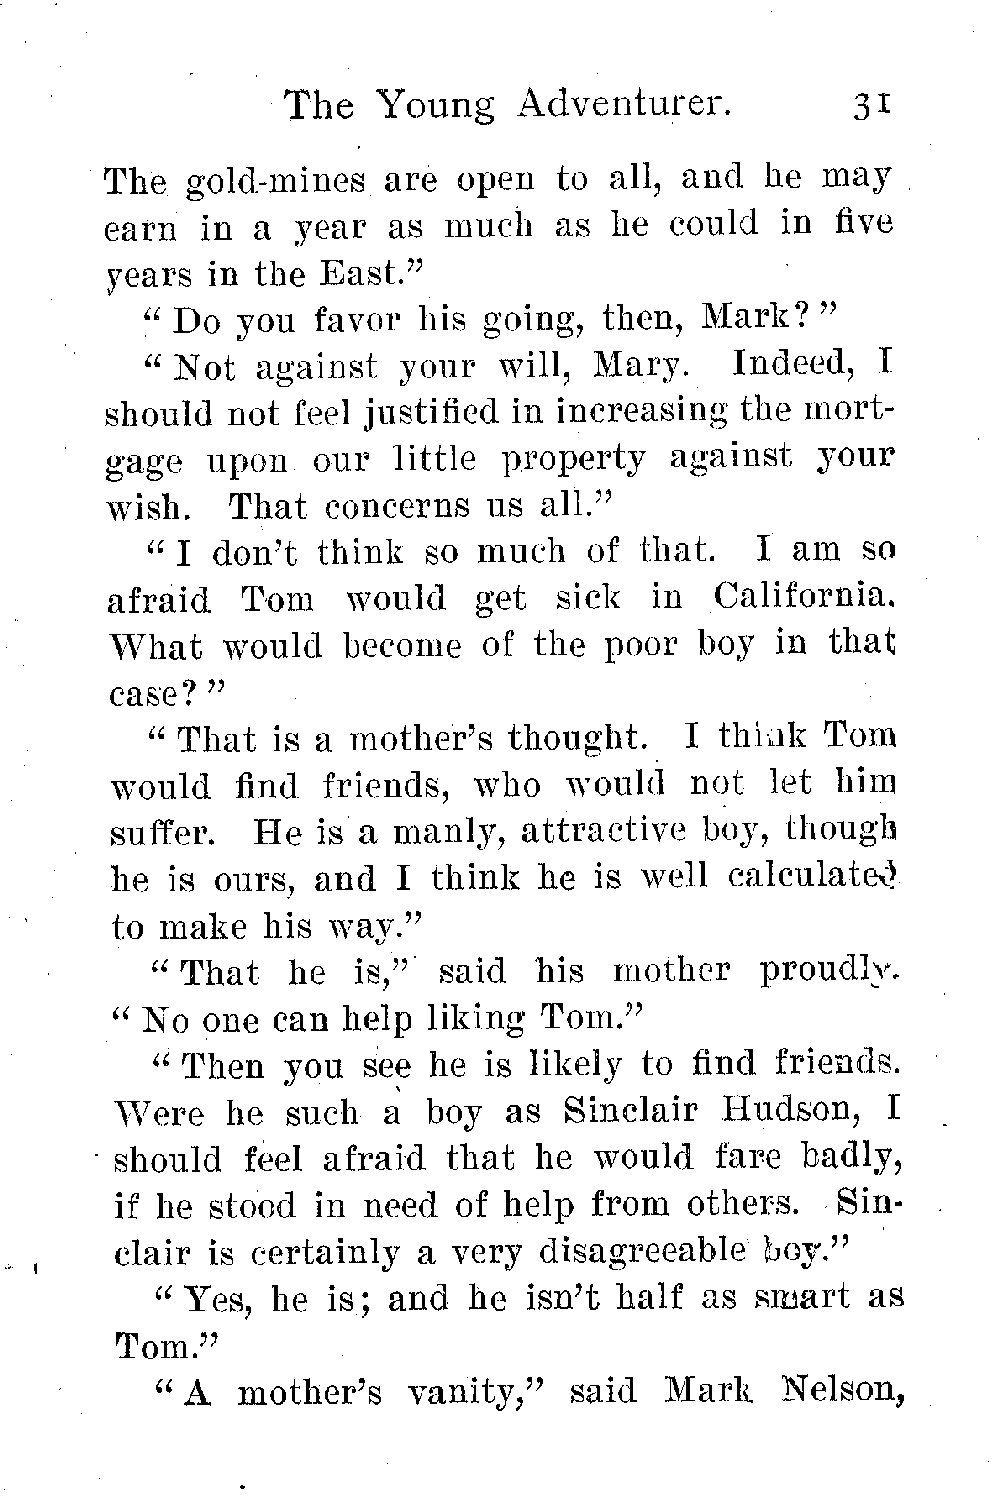 The Young Adventurer. 31
The gold-mines are open to all, and he may
earn in a year as much as he could in five
years in the East.”
“ Do you favor his going, then, Mark? ”
“ Not against your will, Mary. Indeed, I
should not feel justified in increasing the mort-
gage upon our little property against your
wish. That concerns us all.”
“ I don’t think so much of that. I am so
afraid Tom would get sick in California.
What would become of the poor boy in that
case? ”
“ That is a mother’s thought. I think Tom
would find friends, who would not let him
suffer. He is a manly, attractive boy, though
he is ours, and I think he is well calculated
to make his way.”
“ That he is,” said his mother proudly.
“ No one can help liking Tom.”
“ Then you see he is likely to find friends.
Were he such a boy as Sinclair Hudson, I
should feel afraid that he would fare badly,
if he stood in need of help from others. Sin-
clair is certainly a very disagreeable boy.”
“ Yes, he is; and he isn’t half as smart as
Tom.”
“ A mother’s vanity,” said Mark Nelson,